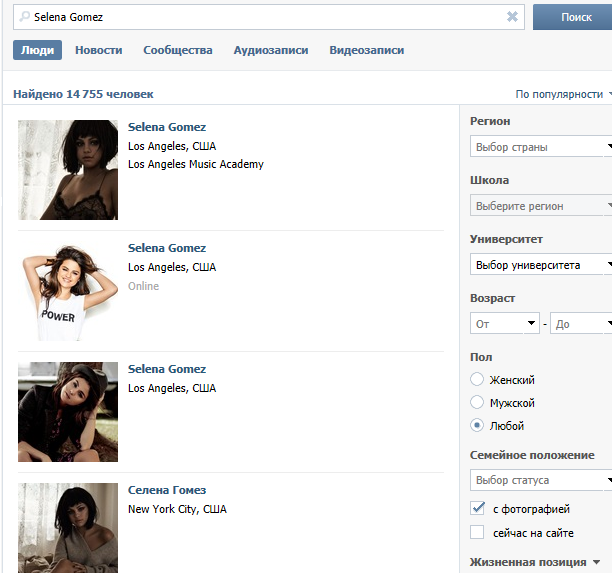 Selena Gomez
Поиск
Люди Новости Сообщества Аудиозаписи Видеозаписи
Найдено 14 755 человек
По популярности
Selena Gomez
Los Angeles, США
Los Angeles Music Academy
Selena Gomez
Los Angeles, США
Online
POWER
Selena Gomez
Los Angeles, США
Селена Гомез
New York City, США
Регион
Выбор страны
Школа
Выберите регион
Университет
Выбор университета
Возраст
От - До
Пол
Женский
Мужской
Любой
Семейное положение
Выбор статуса
с фотографией
сейчас на сайте
Жизненная позиция